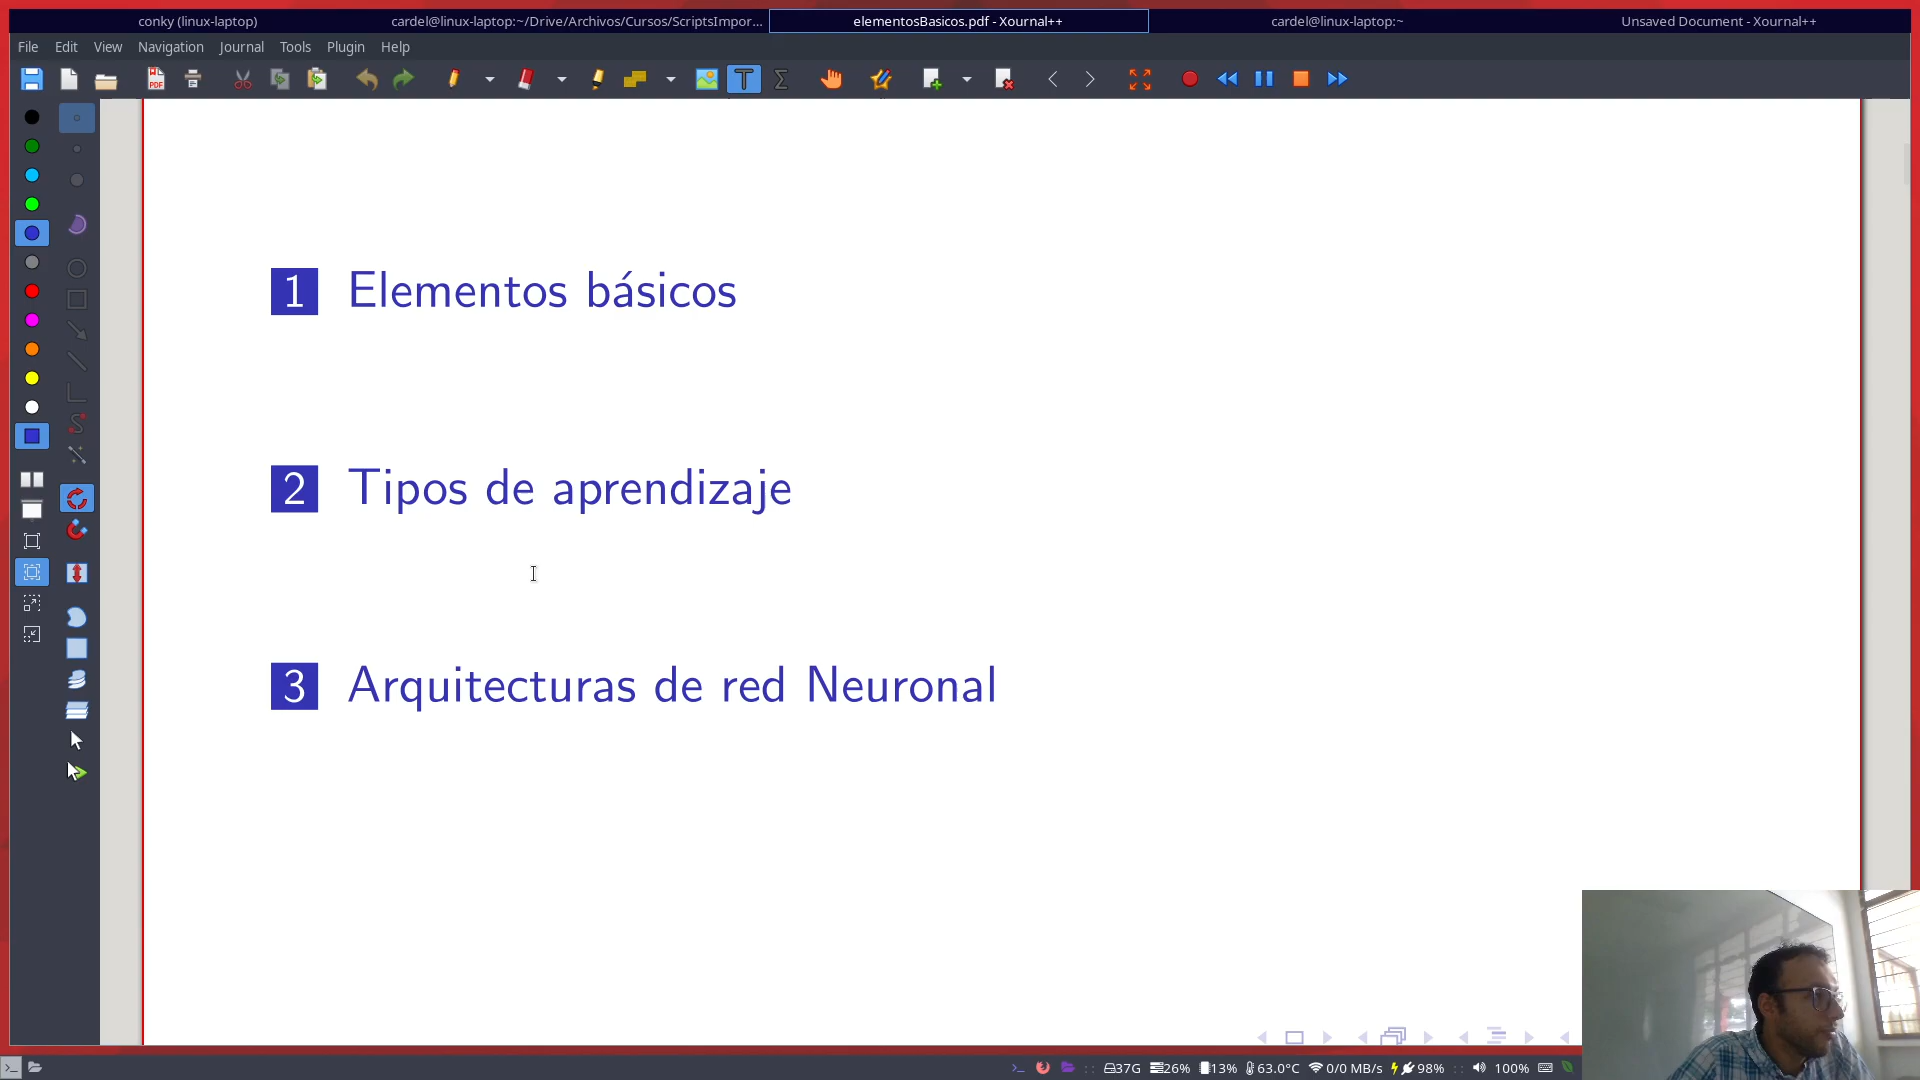 conky (linux-laptop)
cardel@linux-laptop:~/Drive/Archivos/Cursos/ScriptsImpor...
elementosBasicos.pdf - Xournal++
cardel@linux-laptop:~
Unsaved Document - Xournal++
File Edit View Navigation Journal Tools Plugin Help
PDF
T
Σ
1 Elementos básicos
2 Tipos de aprendizaje
3 Arquitecturas de red Neuronal
37G 26% 13% 63.0°C 0/0 MB/s 98% 100%